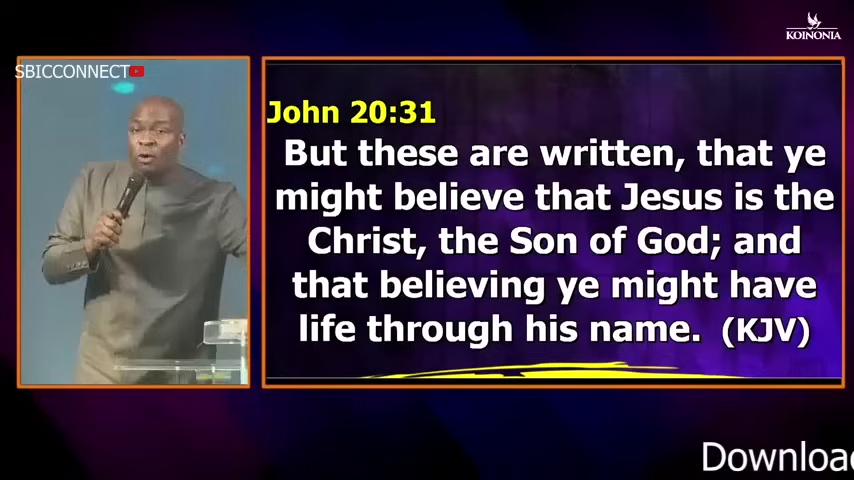 KOINONIA
SBICCONNECT
John 20:31
But these are written, that ye
might believe that Jesus is the
Christ, the Son of God; and
that believing ye might have
life through his name. (KJV)
Download